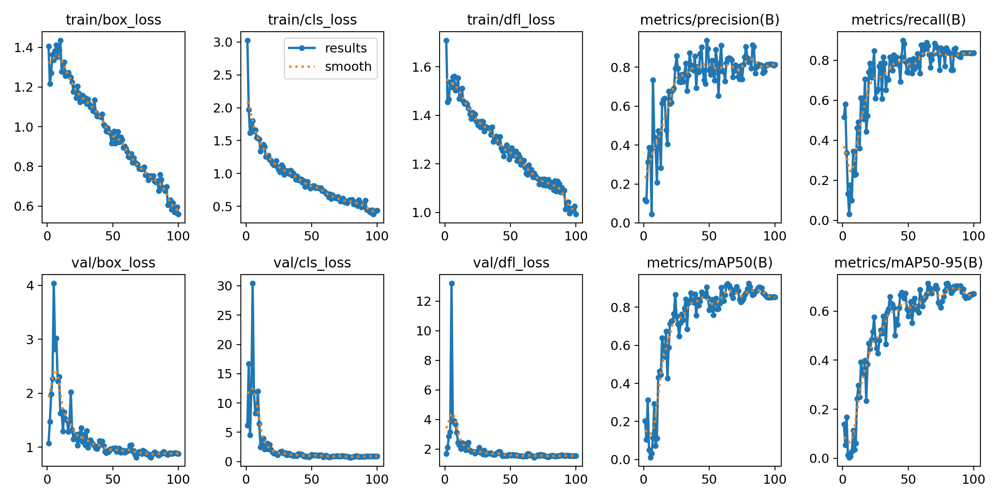 train/box_loss
1.4
1.2
1.0
0.8
0.6
0 50 100
train/cls_loss
results
smooth
3.0
2.5
2.0
1.5
1.0
0.5
0 50 100
train/dfl_loss
1.6
1.4
1.2
1.0
0 50 100
metrics/precision(B)
0.8
0.6
0.4
0.2
0.0
0 50 100
metrics/recall(B)
0.8
0.6
0.4
0.2
0.0
0 50 100
val/box_loss
4
3
2
1
0 50 100
val/cls_loss
30
25
20
15
10
5
0
0 50 100
val/dfl_loss
12
10
8
6
4
2
0 50 100
metrics/mAP50(B)
0.8
0.6
0.4
0.2
0.0
0 50 100
metrics/mAP50-95(B)
0.6
0.4
0.2
0.0
0 50 100